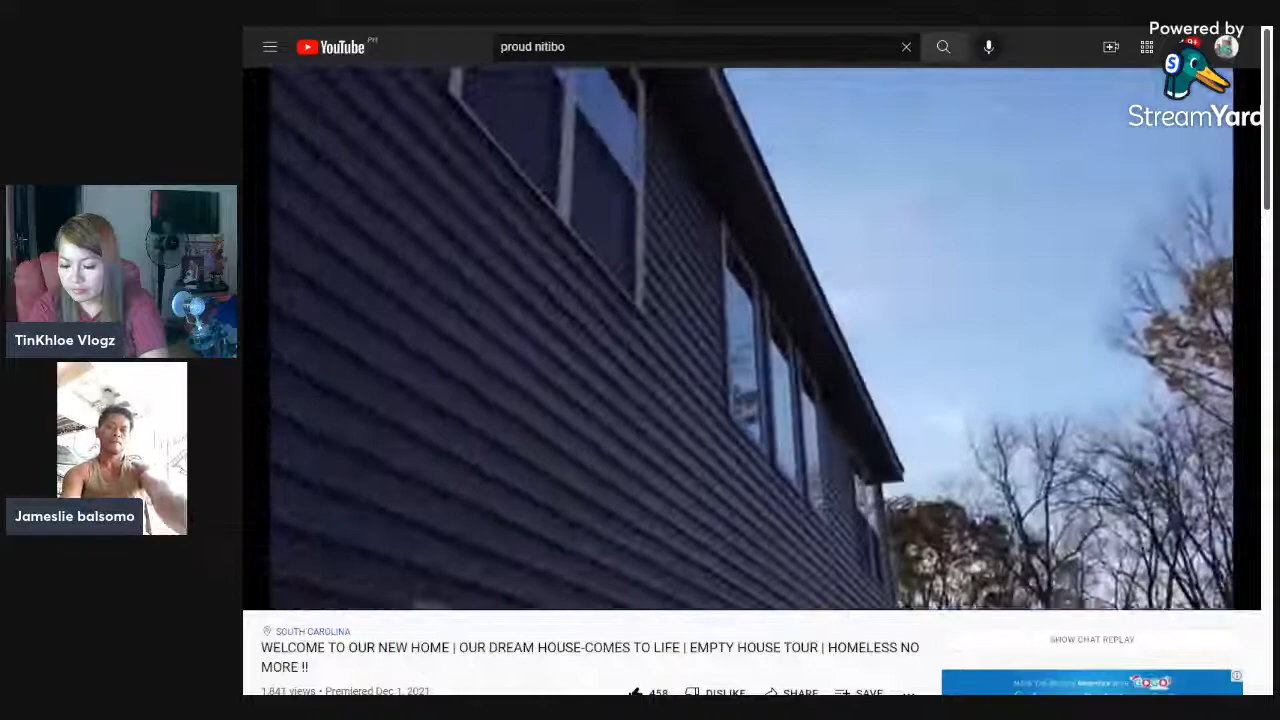 Powered by
StreamYard
YouTube PH
proud nitibo
9+
TinKhloe Vlogz
Jameslie balsomo
SOUTH CAROLINA
WELCOME TO OUR NEW HOME | OUR DREAM HOUSE-COMES TO LIFE | EMPTY HOUSE TOUR | HOMELESS NO
MORE !!
1,841 views • Premiered Dec 1, 2021
458 DISLIKE SHARE SAVE
SHOW CHAT REPLAY